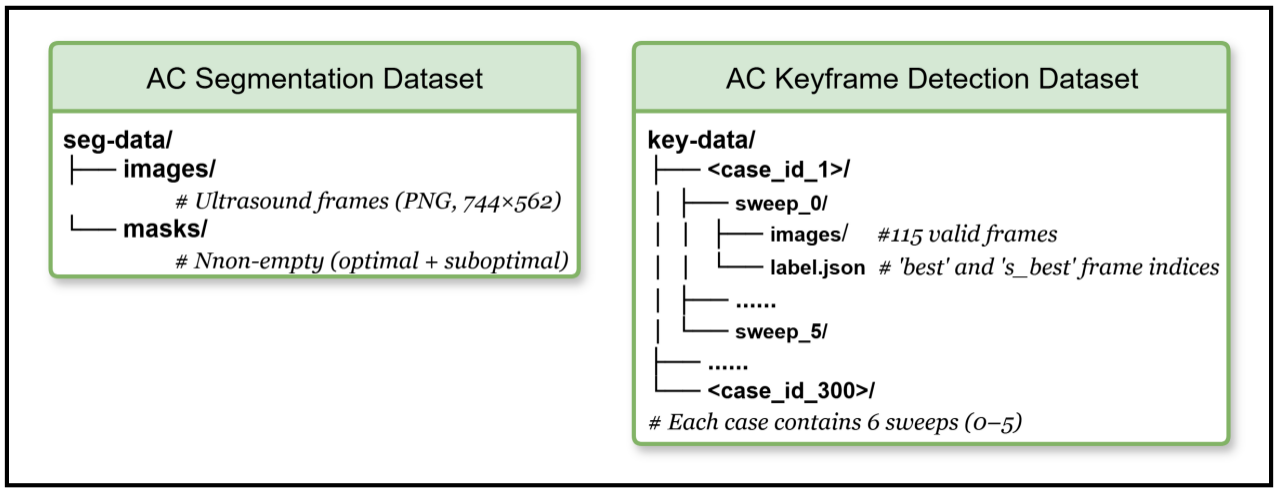 AC Segmentation Dataset
seg-data/
images/
# Ultrasound frames (PNG, 744×562)
masks/
# Nnon-empty (optimal + suboptimal)
AC Keyframe Detection Dataset
key-data/
<case_id_1>/
sweep_0/
images/ #115 valid frames
label.json # 'best' and 's_best' frame indices
......
sweep_5/
......
<case_id_300>/
# Each case contains 6 sweeps (0–5)